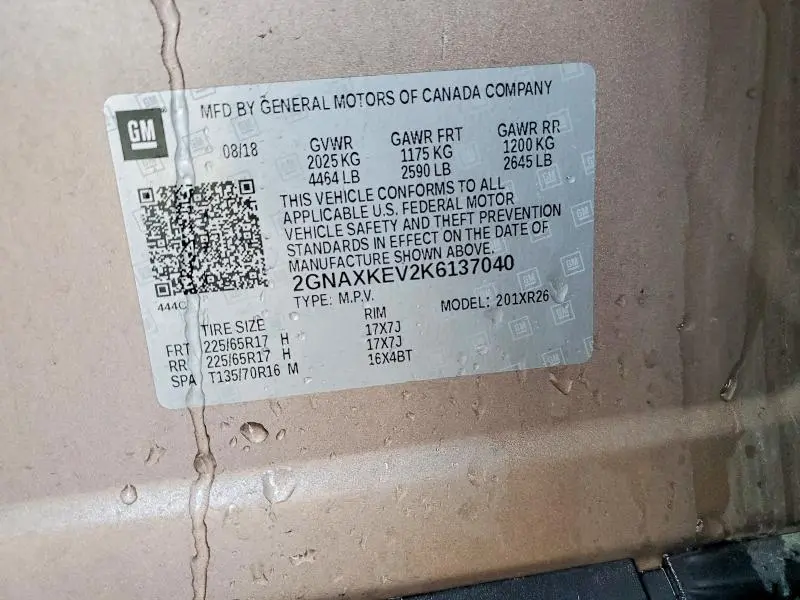 GM
MFD BY GENERAL MOTORS OF CANADA COMPANY
08/18 GVWR GAWR FRT GAWR RR
2025 KG 1175 KG 1200 KG
4464 LB 2590 LB 2645 LB
THIS VEHICLE CONFORMS TO ALL
APPLICABLE U.S. FEDERAL MOTOR
VEHICLE SAFETY AND THEFT PREVENTION
STANDARDS IN EFFECT ON THE DATE OF
MANUFACTURE SHOWN ABOVE.
2GNAXKEV2K6137040
444C
TYPE: M.P.V. MODEL: 201XR26
TIRE SIZE RIM
FRT 225/65R17 H 17X7J
RR 225/65R17 H 17X7J
SPA T135/70R16 M 16X4BT